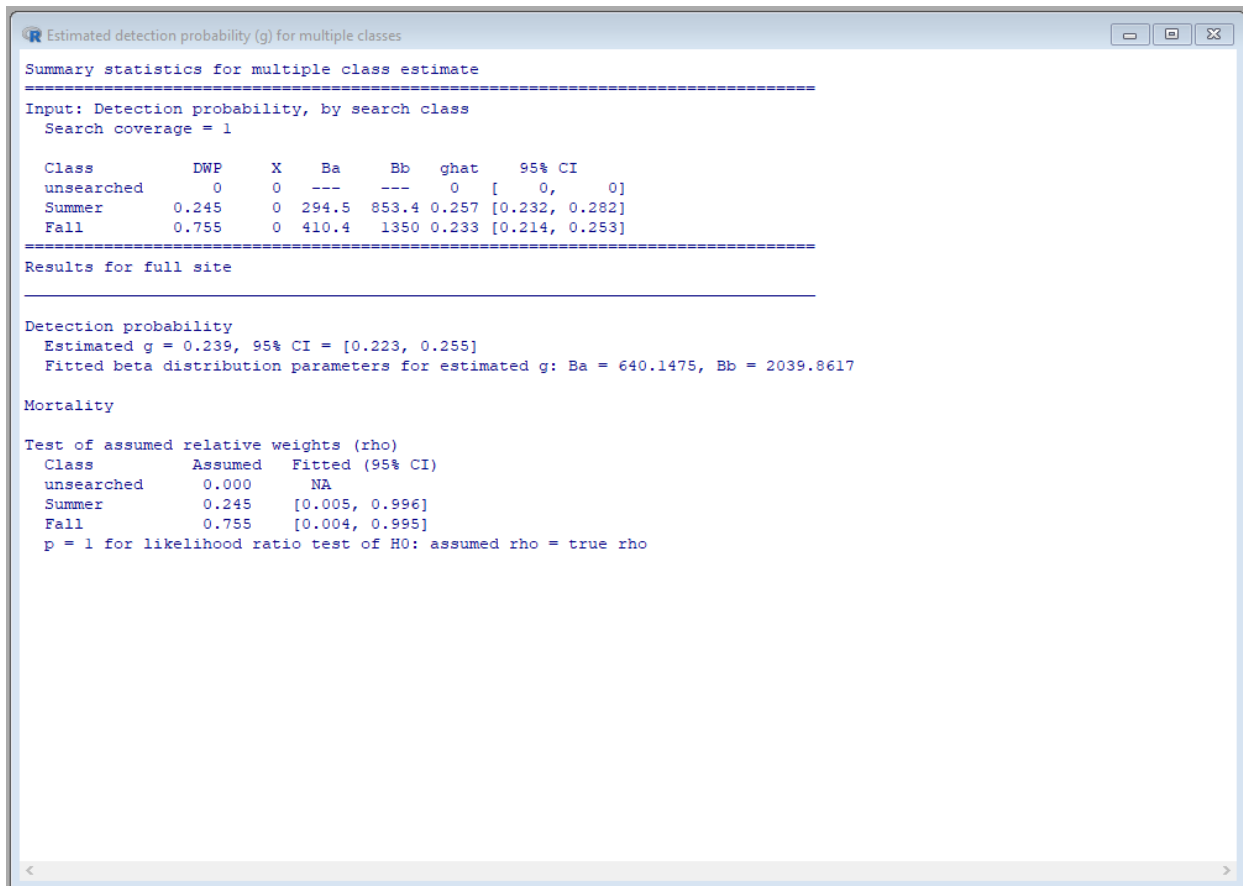 Estimated detection probability (g) for multiple classes
Summary statistics for multiple class estimate
================================================================================
Input: Detection probability, by search class
  Search coverage = 1
  Class          DWP     X    Ba     Bb   ghat    95% CI
  unsearched       0     0   ---    ---    0   [    0,     0]
  Summer       0.245     0  294.5  853.4 0.257 [0.232, 0.282]
  Fall         0.755     0  410.4   1350 0.233 [0.214, 0.253]
================================================================================
Results for full site
________________________________________________________________________________
Detection probability
  Estimated g = 0.239, 95% CI = [0.223, 0.255]
  Fitted beta distribution parameters for estimated g: Ba = 640.1475, Bb = 2039.8617
Mortality
Test of assumed relative weights (rho)
  Class          Assumed   Fitted (95% CI)
  unsearched      0.000      NA
  Summer          0.245    [0.005, 0.996]
  Fall            0.755    [0.004, 0.995]
  p = 1 for likelihood ratio test of H0: assumed rho = true rho